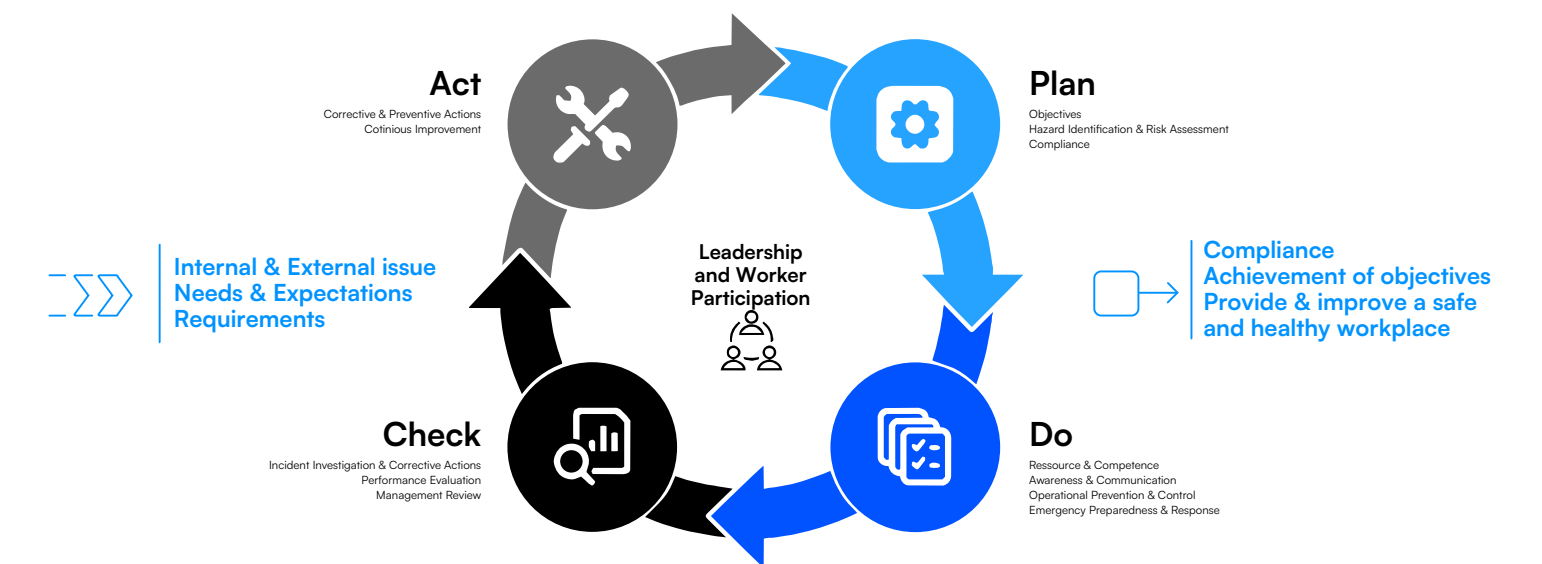 Act
Corrective & Preventive Actions
Cotinious Improvement
Plan
Objectives
Hazard Identification & Risk Assessment
Compliance
Internal & External issue
Needs & Expectations
Requirements
Leadership
and Worker
Participation
Compliance
Achievement of objectives
Provide & improve a safe
and healthy workplace
Check
Incident Investigation & Corrective Actions
Performance Evaluation
Management Review
Do
Ressource & Competence
Awareness & Communication
Operational Prevention & Control
Emergency Preparedness & Response